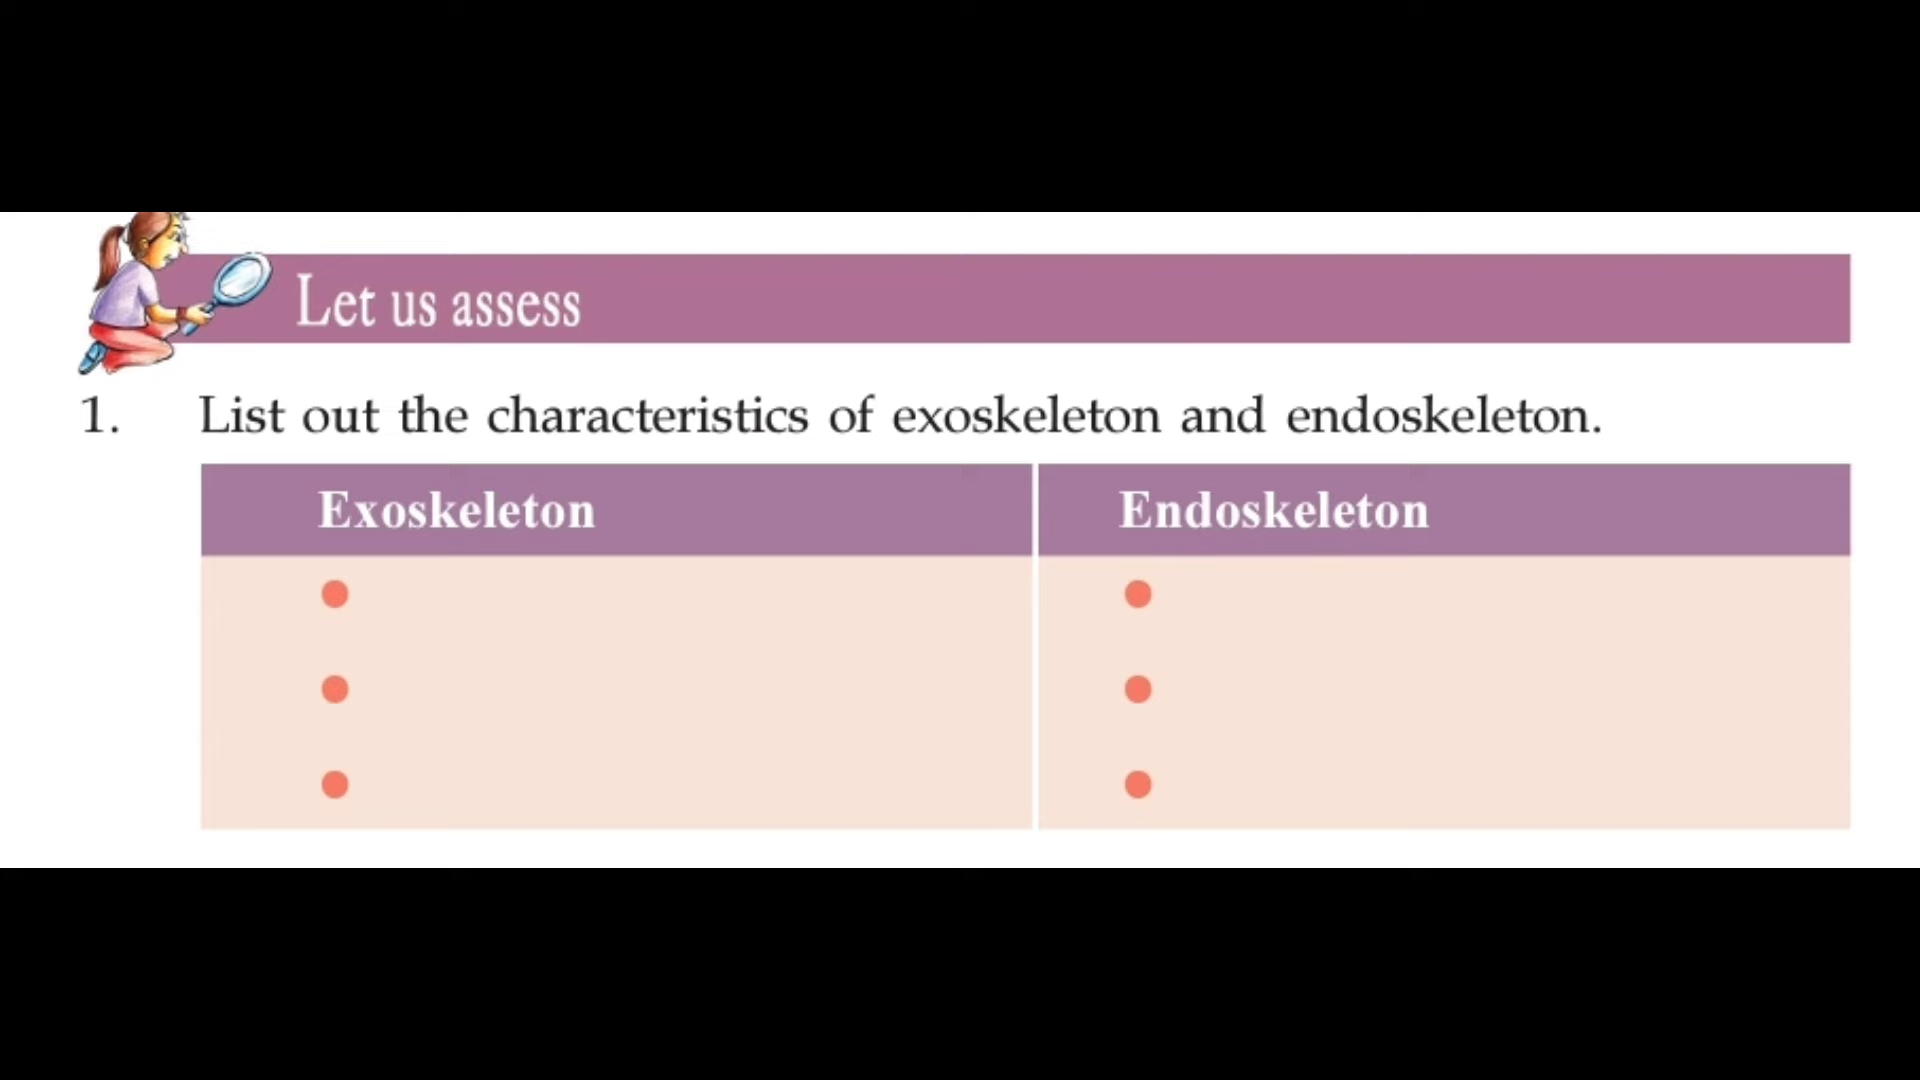 Let us assess
1. List out the characteristics of exoskeleton and endoskeleton.
Exoskeleton Endoskeleton